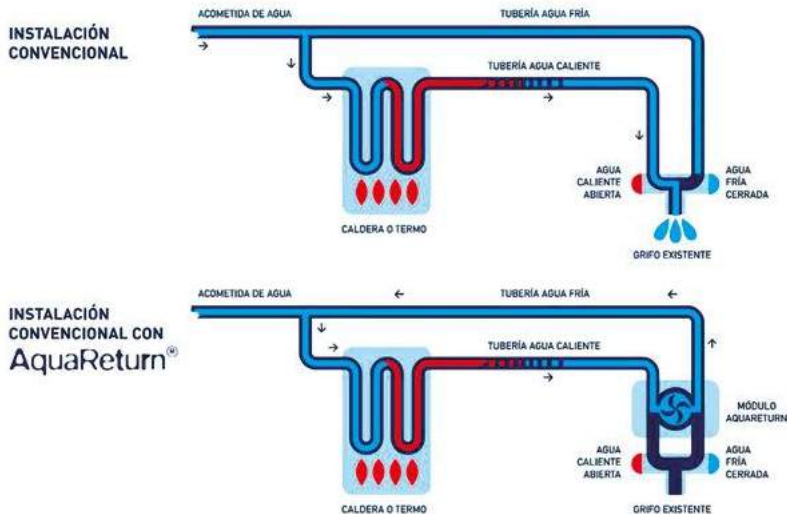 ACOMETIDA DE AGUA
TUBERÍA AGUA FRÍA
INSTALACIÓN
CONVENCIONAL
TUBERÍA AGUA CALIENTE
AGUA
CALIENTE
ABIERTA
AGUA
FRÍA
CERRADA
CALDERA O TERMO
GRIFO EXISTENTE
ACOMETIDA DE AGUA
TUBERÍA AGUA FRÍA
INSTALACIÓN
CONVENCIONAL CON
AquaReturn®
TUBERÍA AGUA CALIENTE
MÓDULO
AQUARETURN
AGUA
CALIENTE
ABIERTA
AGUA
FRÍA
CERRADA
CALDERA O TERMO
GRIFO EXISTENTE